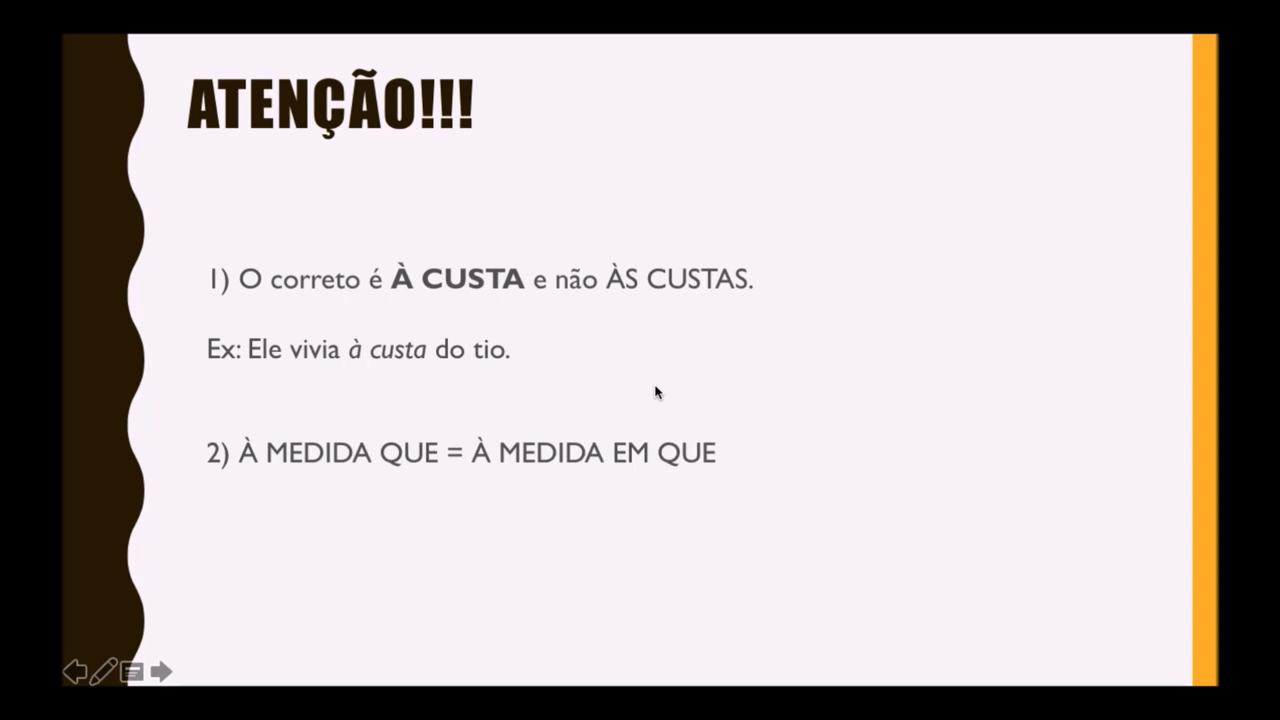 ATENÇÃO!!!
1) O correto é À CUSTA e não ÀS CUSTAS.
Ex: Ele vivia à custa do tio.
2) À MEDIDA QUE = À MEDIDA EM QUE